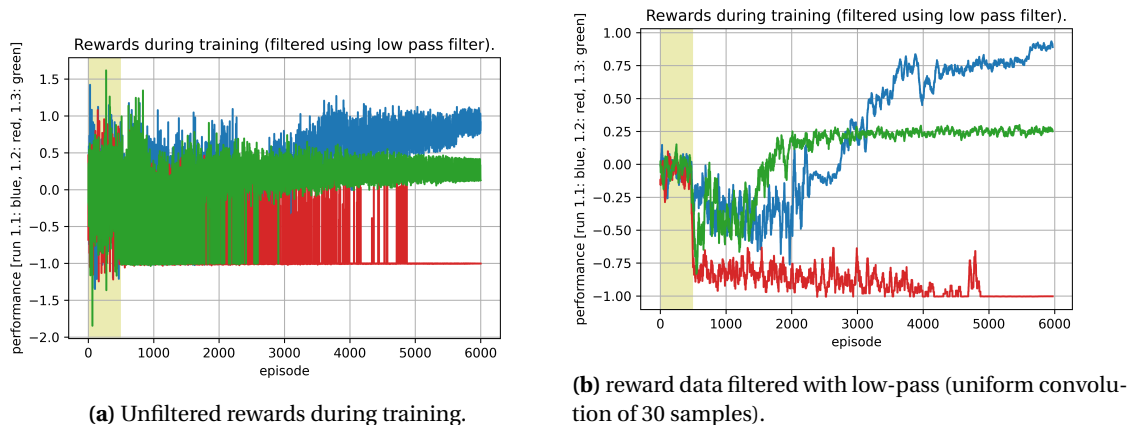 Rewards during training (filtered using low pass filter).
performance [run 1.1: blue, 1.2: red, 1.3: green]
1.5
1.0
0.5
0.0
−0.5
−1.0
−1.5
−2.0
0 1000 2000 3000 4000 5000 6000
episode
(a) Unfiltered rewards during training.
Rewards during training (filtered using low pass filter).
performance [run 1.1: blue, 1.2: red, 1.3: green]
1.00
0.75
0.50
0.25
0.00
−0.25
−0.50
−0.75
−1.00
0 1000 2000 3000 4000 5000 6000
episode
(b) reward data filtered with low-pass (uniform convolu-
tion of 30 samples).